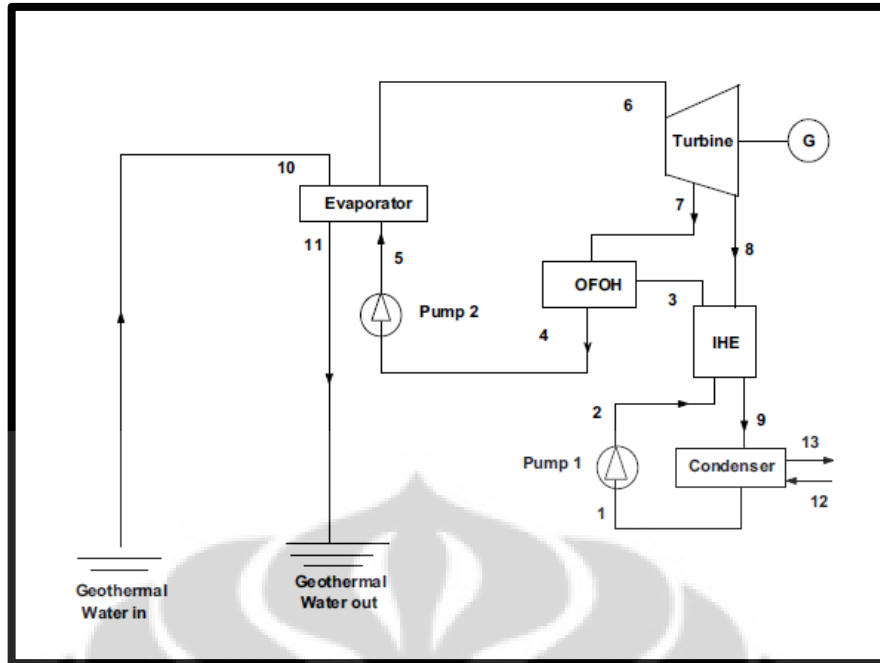 6
Turbine
G
10
Evaporator
7
11
5
8
OFOH
3
Pump 2
4
IHE
2
9
13
Pump 1
Condenser
12
1
Geothermal
Water in
Geothermal
Water out